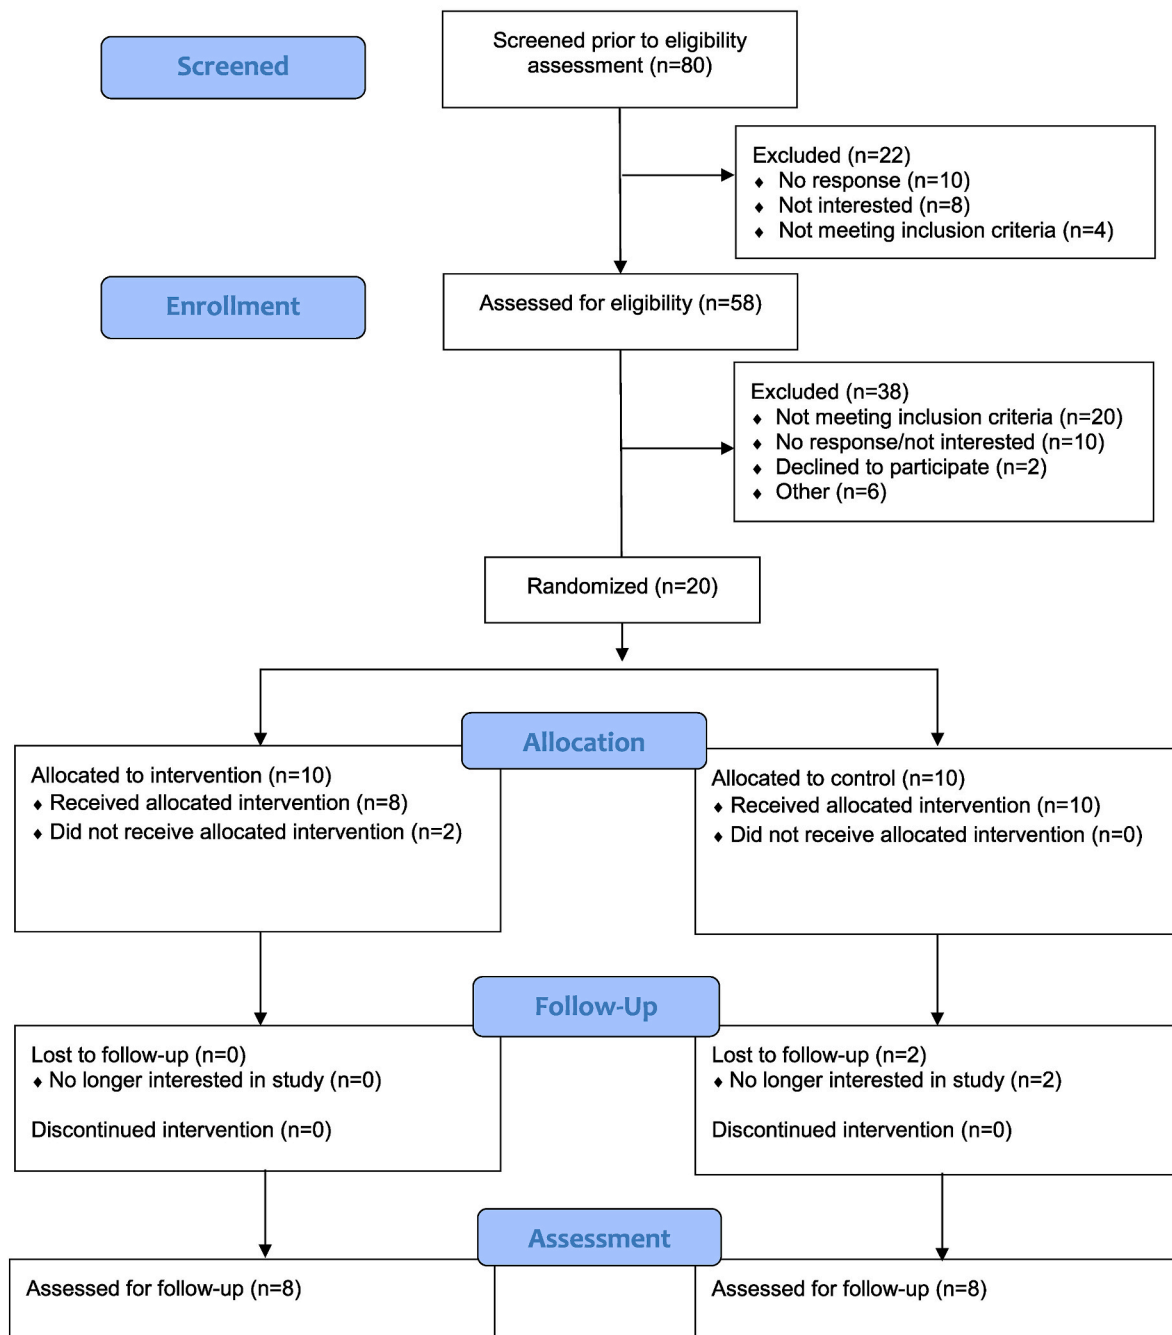 Screened
Screened prior to eligibility
assessment (n=80)
Excluded (n=22)
♦ No response (n=10)
♦ Not interested (n=8)
♦ Not meeting inclusion criteria (n=4)
Enrollment
Assessed for eligibility (n=58)
Excluded (n=38)
♦ Not meeting inclusion criteria (n=20)
♦ No response/not interested (n=10)
♦ Declined to participate (n=2)
♦ Other (n=6)
Randomized (n=20)
Allocation
Allocated to intervention (n=10)
♦ Received allocated intervention (n=8)
♦ Did not receive allocated intervention (n=2)
Allocated to control (n=10)
♦ Received allocated intervention (n=10)
♦ Did not receive allocated intervention (n=0)
Follow-Up
Lost to follow-up (n=0)
♦ No longer interested in study (n=0)
Discontinued intervention (n=0)
Lost to follow-up (n=2)
♦ No longer interested in study (n=2)
Discontinued intervention (n=0)
Assessment
Assessed for follow-up (n=8)
Assessed for follow-up (n=8)